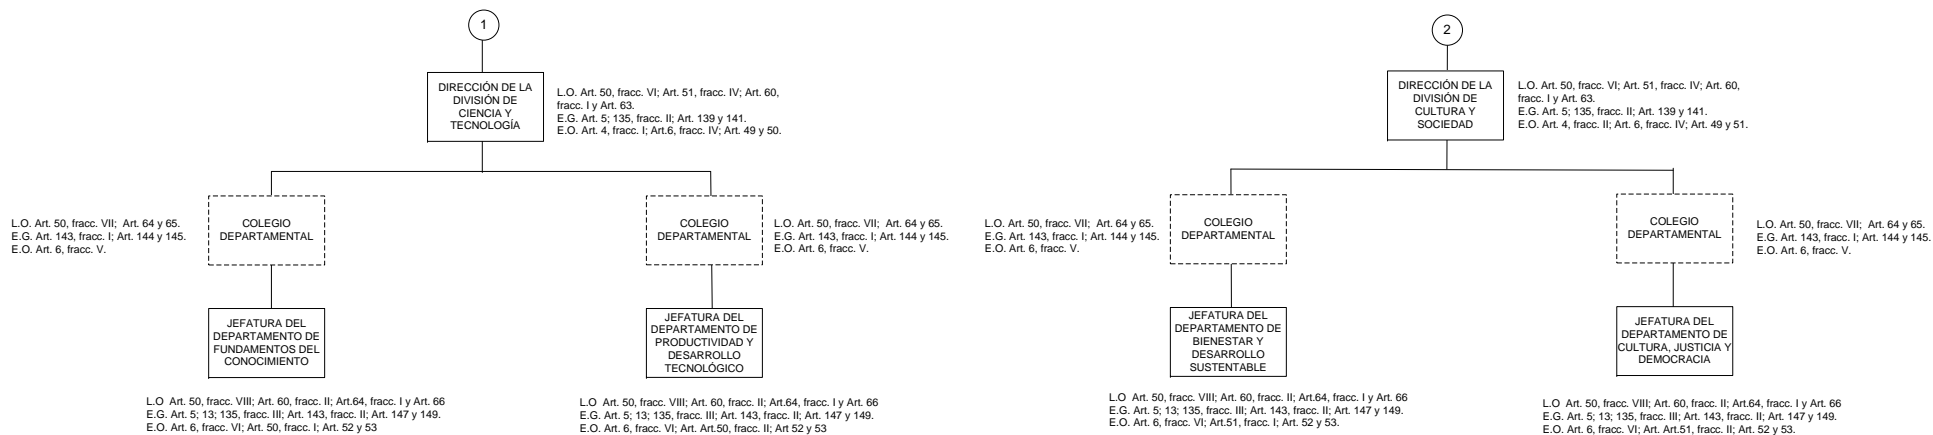 1
DIRECCIÓN DE LA
DIVISIÓN DE
CIENCIA Y
TECNOLOGÍA
L.O. Art. 50, fracc. VI; Art. 51, fracc. IV; Art. 60,
fracc. I y Art. 63.
E.G. Art. 5; 135, fracc. II; Art. 139 y 141.
E.O. Art. 4, fracc. I; Art.6, fracc. IV; Art. 49 y 50.
L.O. Art. 50, fracc. VII; Art. 64 y 65.
E.G. Art. 143, fracc. I; Art. 144 y 145.
E.O. Art. 6, fracc. V.
COLEGIO
DEPARTAMENTAL
COLEGIO
DEPARTAMENTAL
L.O. Art. 50, fracc. VII; Art. 64 y 65.
E.G. Art. 143, fracc. I; Art. 144 y 145.
E.O. Art. 6, fracc. V.
JEFATURA DEL
DEPARTAMENTO DE
FUNDAMENTOS DEL
CONOCIMIENTO
L.O Art. 50, fracc. VIII; Art. 60, fracc. II; Art.64, fracc. I y Art. 66
E.G. Art. 5; 13; 135, fracc. III; Art. 143, fracc. II; Art. 147 y 149.
E.O. Art. 6, fracc. VI; Art. 50, fracc. I; Art. 52 y 53
JEFATURA DEL
DEPARTAMENTO DE
PRODUCTIVIDAD Y
DESARROLLO
TECNOLÓGICO
L.O Art. 50, fracc. VIII; Art. 60, fracc. II; Art.64, fracc. I y Art. 66
E.G. Art. 5; 13; 135, fracc. III; Art. 143, fracc. II; Art. 147 y 149.
E.O. Art. 6, fracc. VI; Art. Art.50, fracc. II; Art 52 y 53
2
DIRECCIÓN DE LA
DIVISIÓN DE
CULTURA Y
SOCIEDAD
L.O. Art. 50, fracc. VI; Art. 51, fracc. IV; Art. 60,
fracc. I y Art. 63.
E.G. Art. 5; 135, fracc. II; Art. 139 y 141.
E.O. Art. 4, fracc. II; Art. 6, fracc. IV; Art. 49 y 51.
L.O. Art. 50, fracc. VII; Art. 64 y 65.
E.G. Art. 143, fracc. I; Art. 144 y 145.
E.O. Art. 6, fracc. V.
COLEGIO
DEPARTAMENTAL
COLEGIO
DEPARTAMENTAL
L.O. Art. 50, fracc. VII; Art. 64 y 65.
E.G. Art. 143, fracc. I; Art. 144 y 145.
E.O. Art. 6, fracc. V.
JEFATURA DEL
DEPARTAMENTO DE
BIENESTAR Y
DESARROLLO
SUSTENTABLE
L.O Art. 50, fracc. VIII; Art. 60, fracc. II; Art.64, fracc. I y Art. 66
E.G. Art. 5; 13; 135, fracc. III; Art. 143, fracc. II; Art. 147 y 149.
E.O. Art. 6, fracc. VI; Art.51, fracc. I; Art. 52 y 53.
JEFATURA DEL
DEPARTAMENTO DE
CULTURA, JUSTICIA Y
DEMOCRACIA
L.O Art. 50, fracc. VIII; Art. 60, fracc. II; Art.64, fracc. I y Art. 66
E.G. Art. 5; 13; 135, fracc. III; Art. 143, fracc. II; Art. 147 y 149.
E.O. Art. 6, fracc. VI; Art. Art.51, fracc. II; Art. 52 y 53.